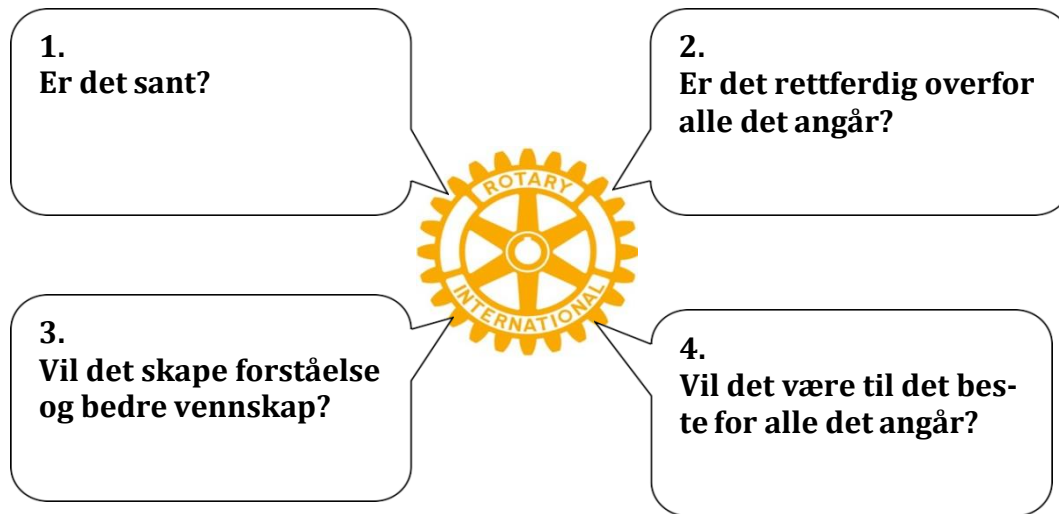 1.
Er det sant?
2.
Er det rettferdig overfor
alle det angår?
ROTARY
INTERNATIONAL
3.
Vil det skape forståelse
og bedre vennskap?
4.
Vil det være til det bes-
te for alle det angår?